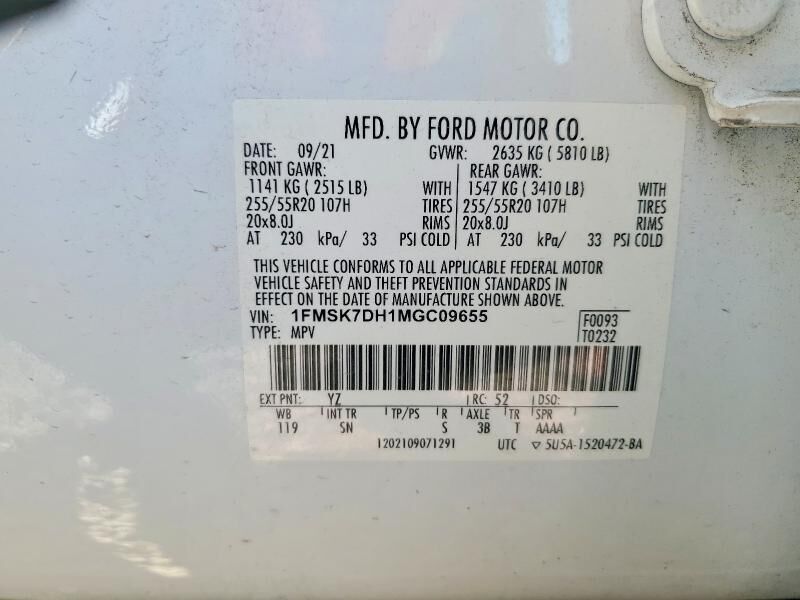 MFD. BY FORD MOTOR CO.
DATE: 09/21 GVWR: 2635 KG ( 5810 LB)
FRONT GAWR: REAR GAWR:
1141 KG ( 2515 LB) WITH 1547 KG ( 3410 LB) WITH
255/55R20 107H TIRES 255/55R20 107H TIRES
20x8.0J RIMS 20x8.0J RIMS
AT 230 kPa/ 33 PSI COLD AT 230 kPa/ 33 PSI COLD
THIS VEHICLE CONFORMS TO ALL APPLICABLE FEDERAL MOTOR
VEHICLE SAFETY AND THEFT PREVENTION STANDARDS IN
EFFECT ON THE DATE OF MANUFACTURE SHOWN ABOVE.
VIN: 1FMSK7DH1MGC09655 F0093
TYPE: MPV T0232
EXT PNT: YZ RC: 52 DSO:
WB INT TR TP/PS R AXLE TR SPR
119 SN S 3B T AAAA
1202109071291 UTC ▽ 5U5A-1520472-BA